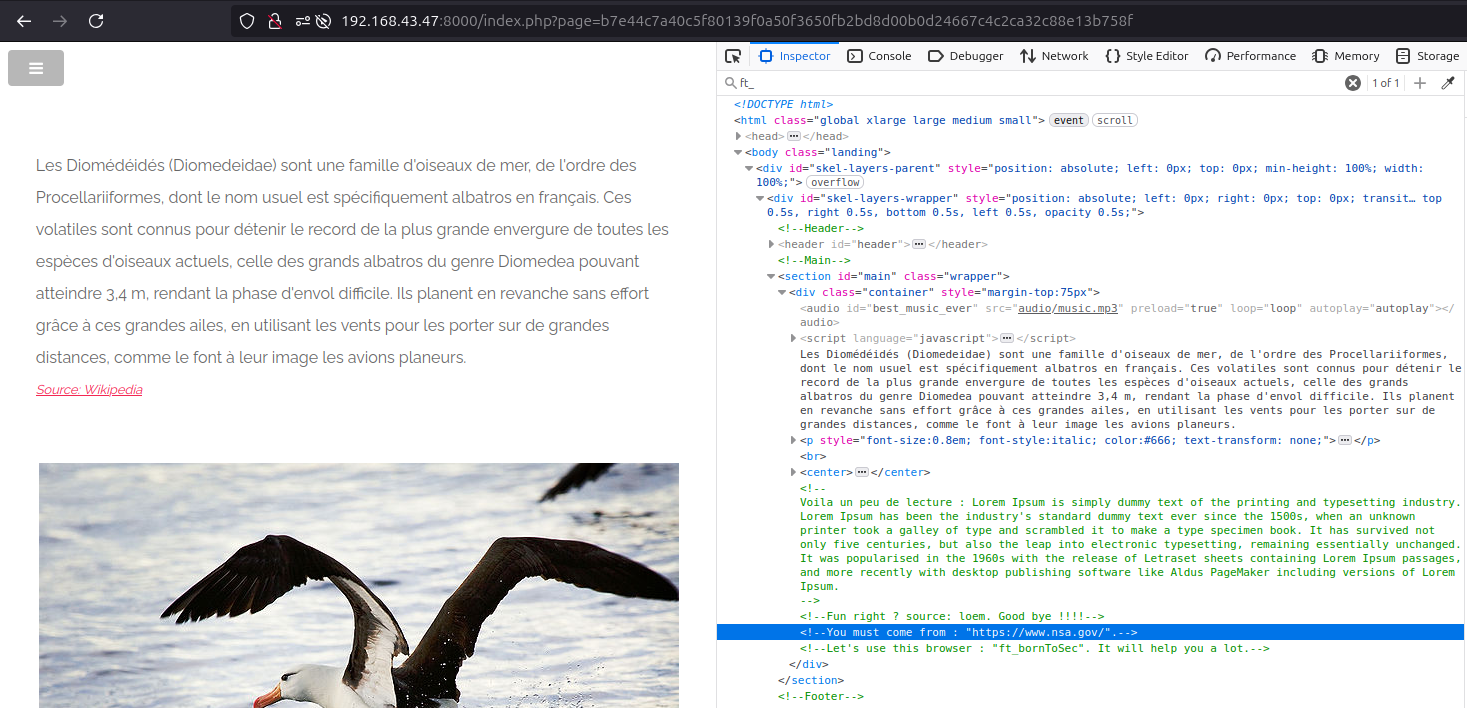 192.168.43.47:8000/index.php?page=b7e44c7a40c5f80139f0a50f3650fb2bd8d00b0d24667c4c2ca32c88e13b758f
Les Diomédéidés (Diomedeidae) sont une famille d'oiseaux de mer, de l'ordre des
Procellariiformes, dont le nom usuel est spécifiquement albatros en français. Ces
volatiles sont connus pour détenir le record de la plus grande envergure de toutes les
espèces d'oiseaux actuels, celle des grands albatros du genre Diomedea pouvant
atteindre 3,4 m, rendant la phase d'envol difficile. Ils planent en revanche sans effort
grâce à ces grandes ailes, en utilisant les vents pour les porter sur de grandes
distances, comme le font à leur image les avions planeurs.
Source: Wikipedia
Inspector Console Debugger Network Style Editor Performance Memory Storage
ft_ 1 of 1
<!DOCTYPE html>
<html class="global xlarge large medium small"> event scroll
<head> ••• </head>
<body class="landing">
<div id="skel-layers-parent" style="position: absolute; left: 0px; top: 0px; min-height: 100%; width:
100%;"> overflow
<div id="skel-layers-wrapper" style="position: absolute; left: 0px; right: 0px; top: 0px; transit… top
0.5s, right 0.5s, bottom 0.5s, left 0.5s, opacity 0.5s;">
<!--Header-->
<header id="header"> ••• </header>
<!--Main-->
<section id="main" class="wrapper">
<div class="container" style="margin-top:75px">
<audio id="best_music_ever" src="audio/music.mp3" preload="true" loop="loop" autoplay="autoplay"></
audio>
<script language="javascript"> ••• </script>
Les Diomédéidés (Diomedeidae) sont une famille d'oiseaux de mer, de l'ordre des Procellariiformes,
dont le nom usuel est spécifiquement albatros en français. Ces volatiles sont connus pour détenir le
record de la plus grande envergure de toutes les espèces d'oiseaux actuels, celle des grands
albatros du genre Diomedea pouvant atteindre 3,4 m, rendant la phase d'envol difficile. Ils planent
en revanche sans effort grâce à ces grandes ailes, en utilisant les vents pour les porter sur de
grandes distances, comme le font à leur image les avions planeurs.
<p style="font-size:0.8em; font-style:italic; color:#666; text-transform: none;"> ••• </p>
<br>
<center> ••• </center>
<!--
Voila un peu de lecture : Lorem Ipsum is simply dummy text of the printing and typesetting industry.
Lorem Ipsum has been the industry's standard dummy text ever since the 1500s, when an unknown
printer took a galley of type and scrambled it to make a type specimen book. It has survived not
only five centuries, but also the leap into electronic typesetting, remaining essentially unchanged.
It was popularised in the 1960s with the release of Letraset sheets containing Lorem Ipsum passages,
and more recently with desktop publishing software like Aldus PageMaker including versions of Lorem
Ipsum.
-->
<!--Fun right ? source: loem. Good bye !!!!-->
<!--You must come from : "https://www.nsa.gov/".-->
<!--Let's use this browser : "ft_bornToSec". It will help you a lot.-->
</div>
</section>
<!--Footer-->